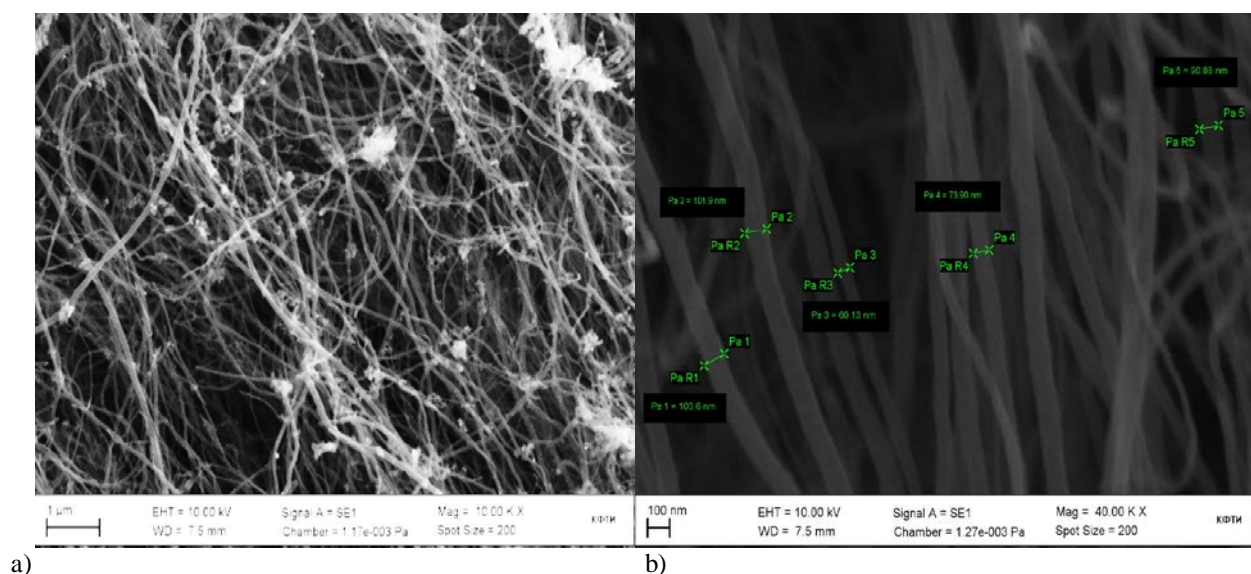 1 µm
EHT = 10.00 kV
Signal A = SE1
Mag = 10.00 K X
WD = 7.5 mm
Chamber = 1.17e-003 Pa
Spot Size = 200
КФТИ
a)
Pa 5 = 90.86 nm
Pa 5
Pa R5
Pa 2 = 101.9 nm
Pa 2
Pa R2
Pa 4 = 73.90 nm
Pa 4
Pa R4
Pa 3
Pa R3
Pa 3 = 60.13 nm
Pa 1
Pa R1
Pa 1 = 103.6 nm
100 nm
EHT = 10.00 kV
Signal A = SE1
Mag = 40.00 K X
WD = 7.5 mm
Chamber = 1.27e-003 Pa
Spot Size = 200
КФТИ
b)